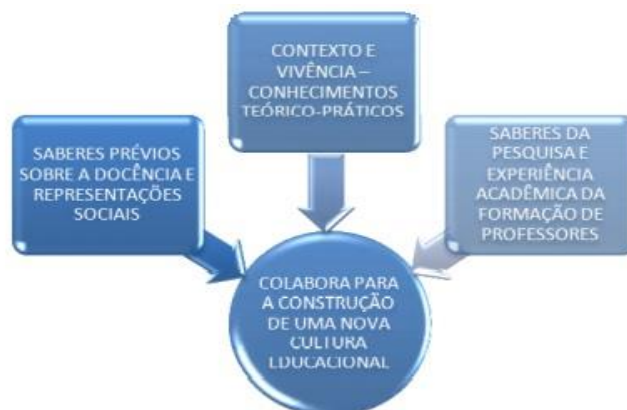 CONTEXTO E
VIVÊNCIA –
CONHECIMENTOS
TEÓRICO-PRÁTICOS
SABERES PRÉVIOS
SOBRE A DOCÊNCIA E
REPRESENTAÇÕES
SOCIAIS
SABERES DA
PESQUISA E
EXPERIÊNCIA
ACADÊMICA DA
FORMAÇÃO DE
PROFESSORES
COLABORA PARA
A CONSTRUÇÃO
DE UMA NOVA
CULTURA
EDUCACIONAL